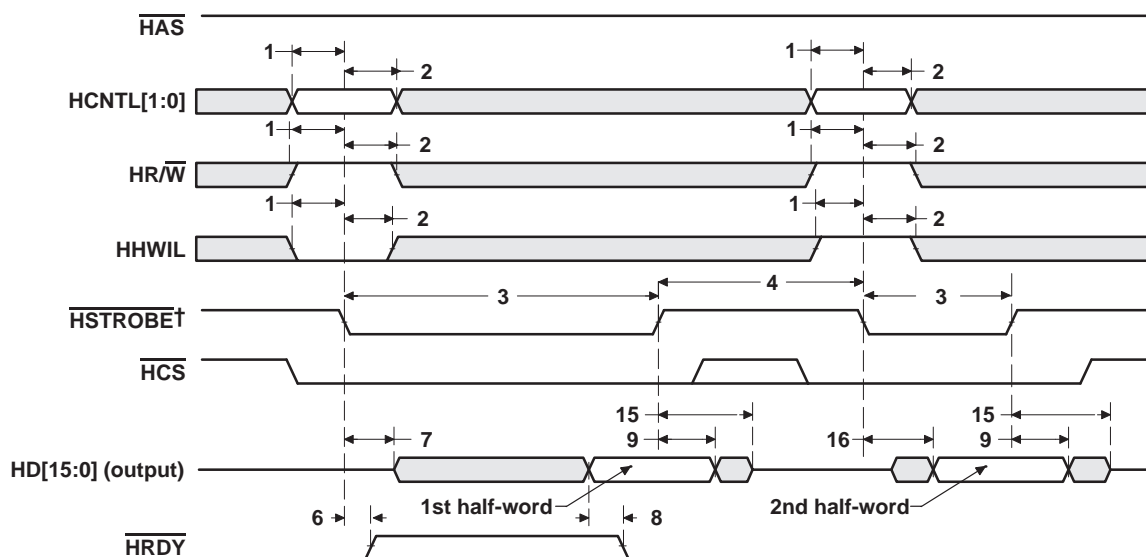 HAS
1
2
1
2
HCNTL[1:0]
1
2
1
2
HR/W
1
2
1
2
HHWIL
3
4
3
HSTROBE†
HCS
15
15
7
9
16
9
HD[15:0] (output)
1st half-word
2nd half-word
6
8
HRDY